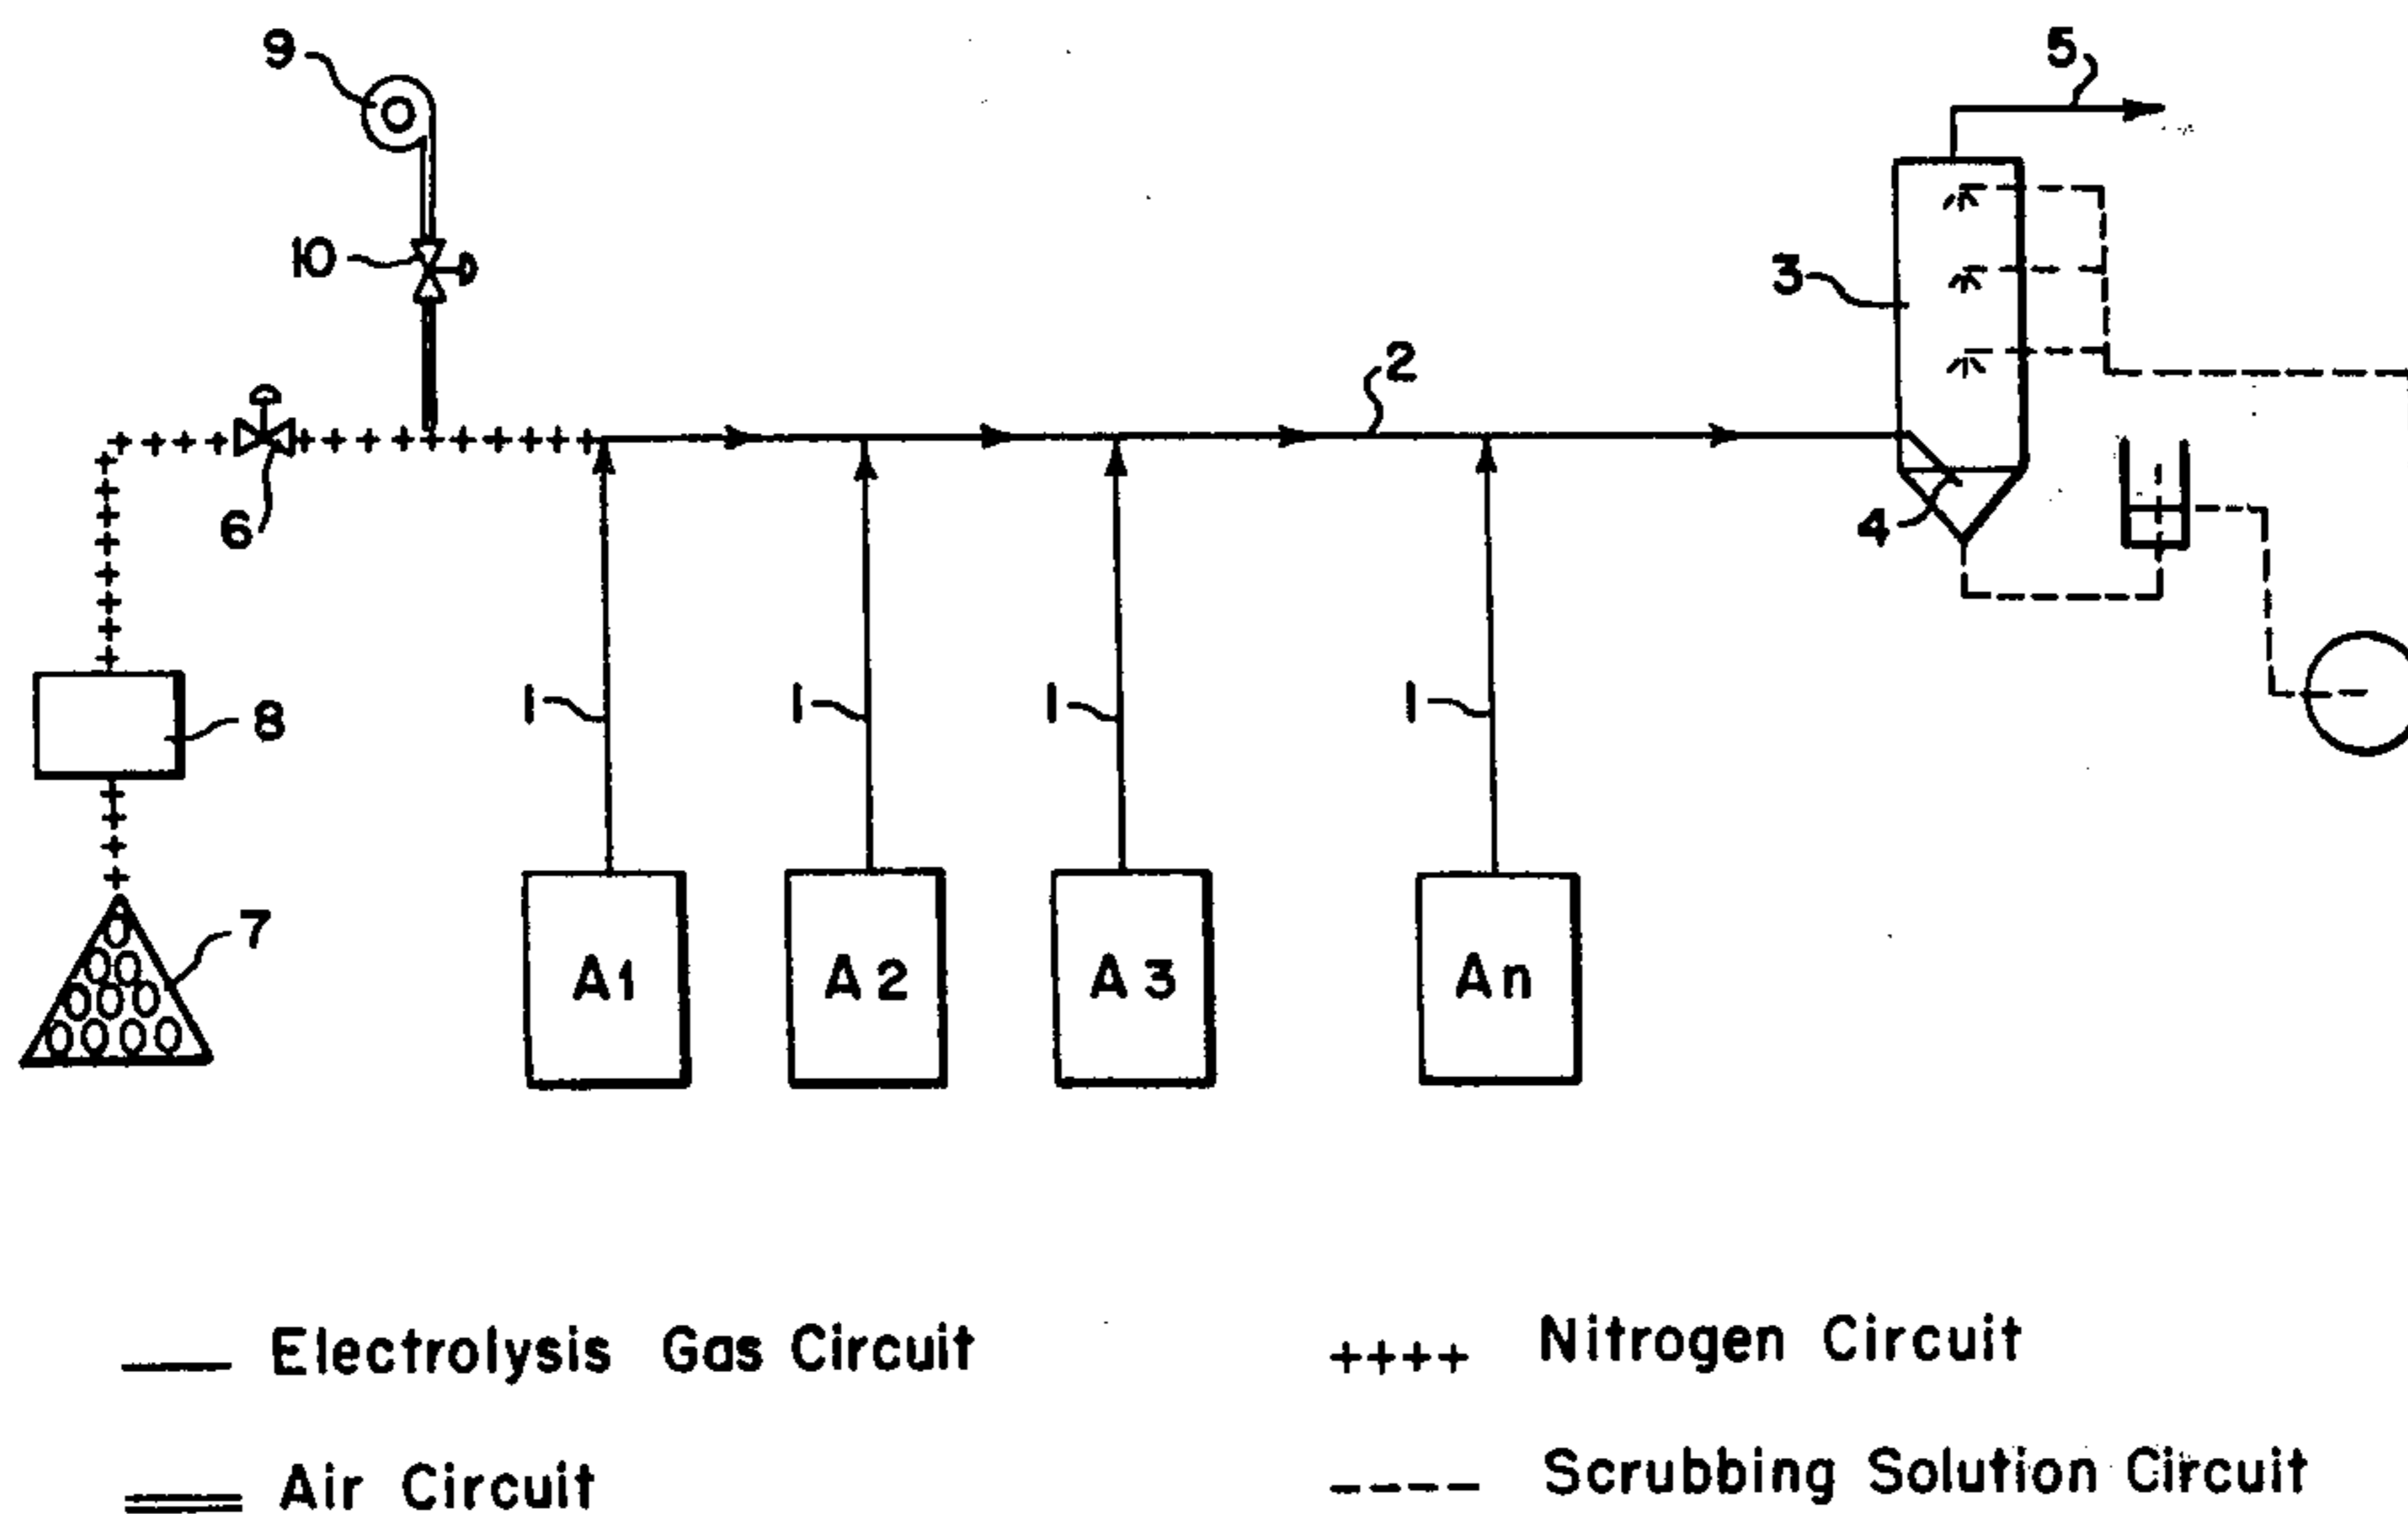 9
5
10
3
2
6
4
1 1 1 1
8
7
A1 A2 A3 An
Electrolysis Gas Circuit
++++ Nitrogen Circuit
Air Circuit
Scrubbing Solution Circuit